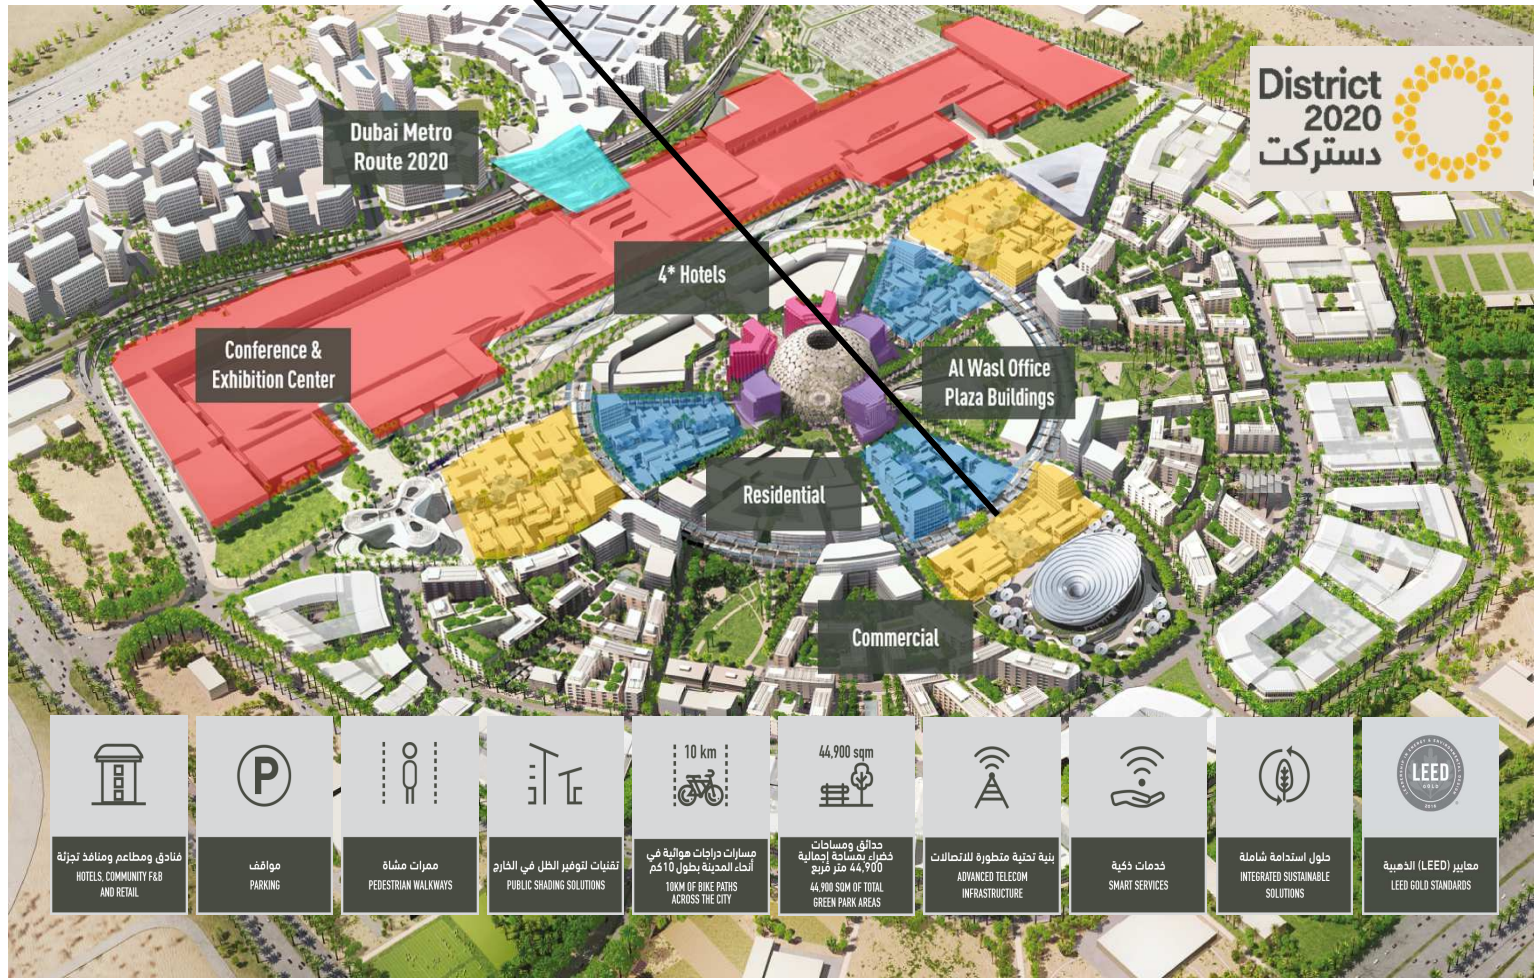 District
2020
دستركت
Dubai Metro
Route 2020
4* Hotels
Conference &
Exhibition Center
Al Wasl Office
Plaza Buildings
Residential
Commercial
فنادق ومطاعم ومنافذ تجزئة
HOTELS, COMMUNITY F&B
AND RETAIL
P
مواقف
PARKING
ممرات مشاة
PEDESTRIAN WALKWAYS
تقنيات لتوفير الظل في الخارج
PUBLIC SHADING SOLUTIONS
10 km
مسارات دراجات هوائية في
أنحاء المدينة بطول 10 كم
10KM OF BIKE PATHS
ACROSS THE CITY
44,900 sqm
حدائق ومساحات
خضراء بمساحة إجمالية
44,900 متر مربع
44,900 SQM OF TOTAL
GREEN PARK AREAS
بنية تحتية متطورة للاتصالات
ADVANCED TELECOM
INFRASTRUCTURE
خدمات ذكية
SMART SERVICES
حلول استدامة شاملة
INTEGRATED SUSTAINABLE
SOLUTIONS
LEED
GOLD
معايير (LEED) الذهبية
LEED GOLD STANDARDS